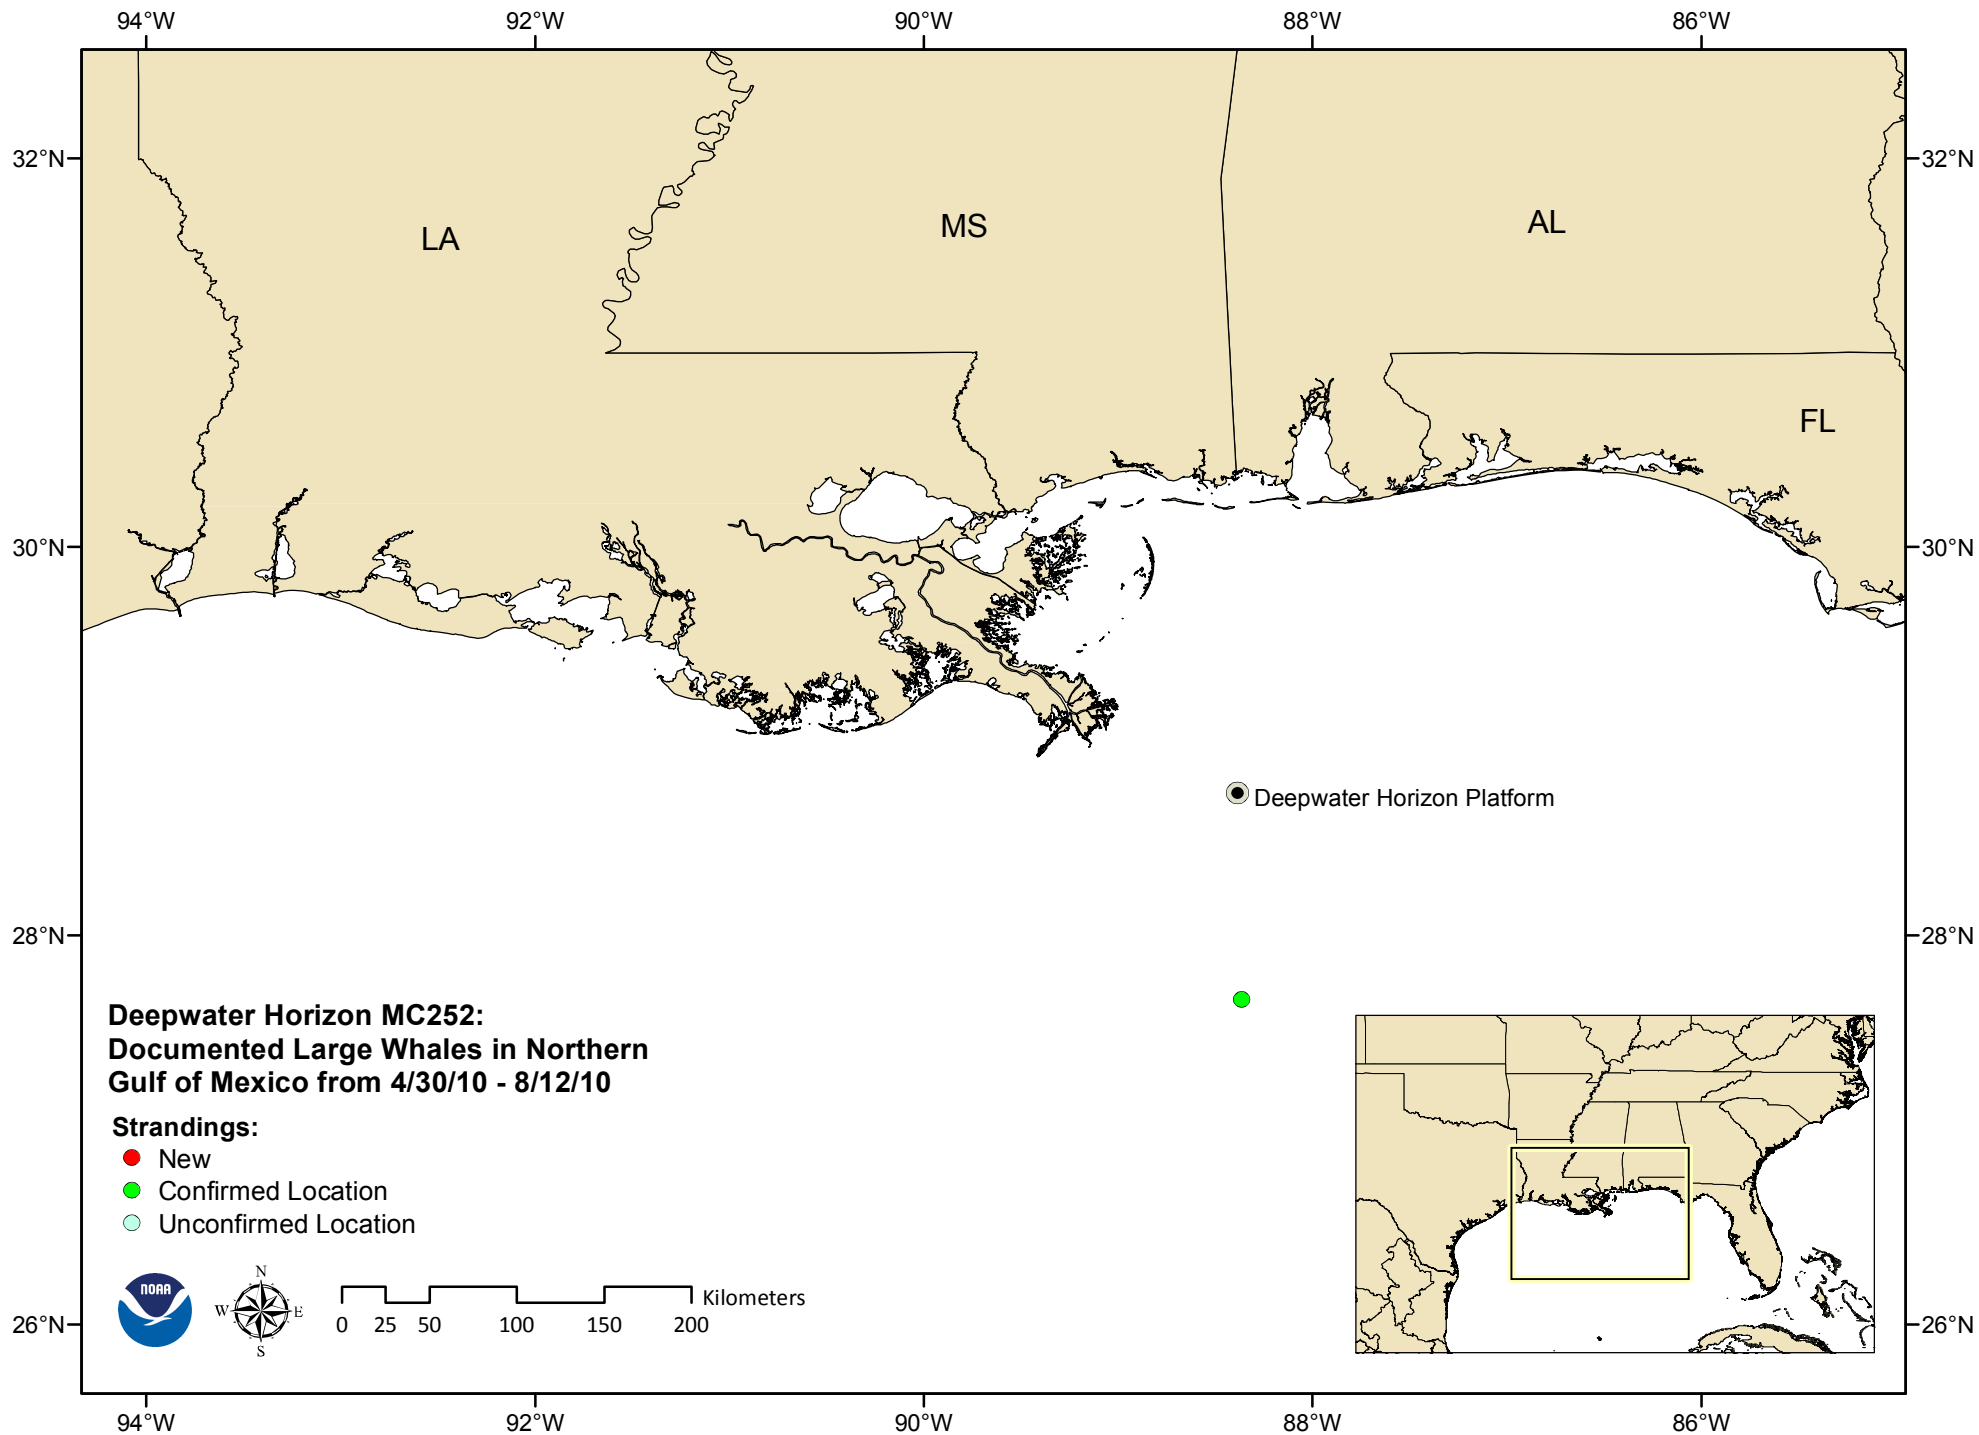 94°W 92°W 90°W 88°W 86°W
32°N 32°N
LA MS AL
FL
30°N 30°N
Deepwater Horizon Platform
28°N 28°N
Deepwater Horizon MC252:
Documented Large Whales in Northern
Gulf of Mexico from 4/30/10 - 8/12/10
Strandings:
New
Confirmed Location
Unconfirmed Location
NOAA
N
W E
S
Kilometers
0 25 50 100 150 200
26°N 26°N
94°W 92°W 90°W 88°W 86°W